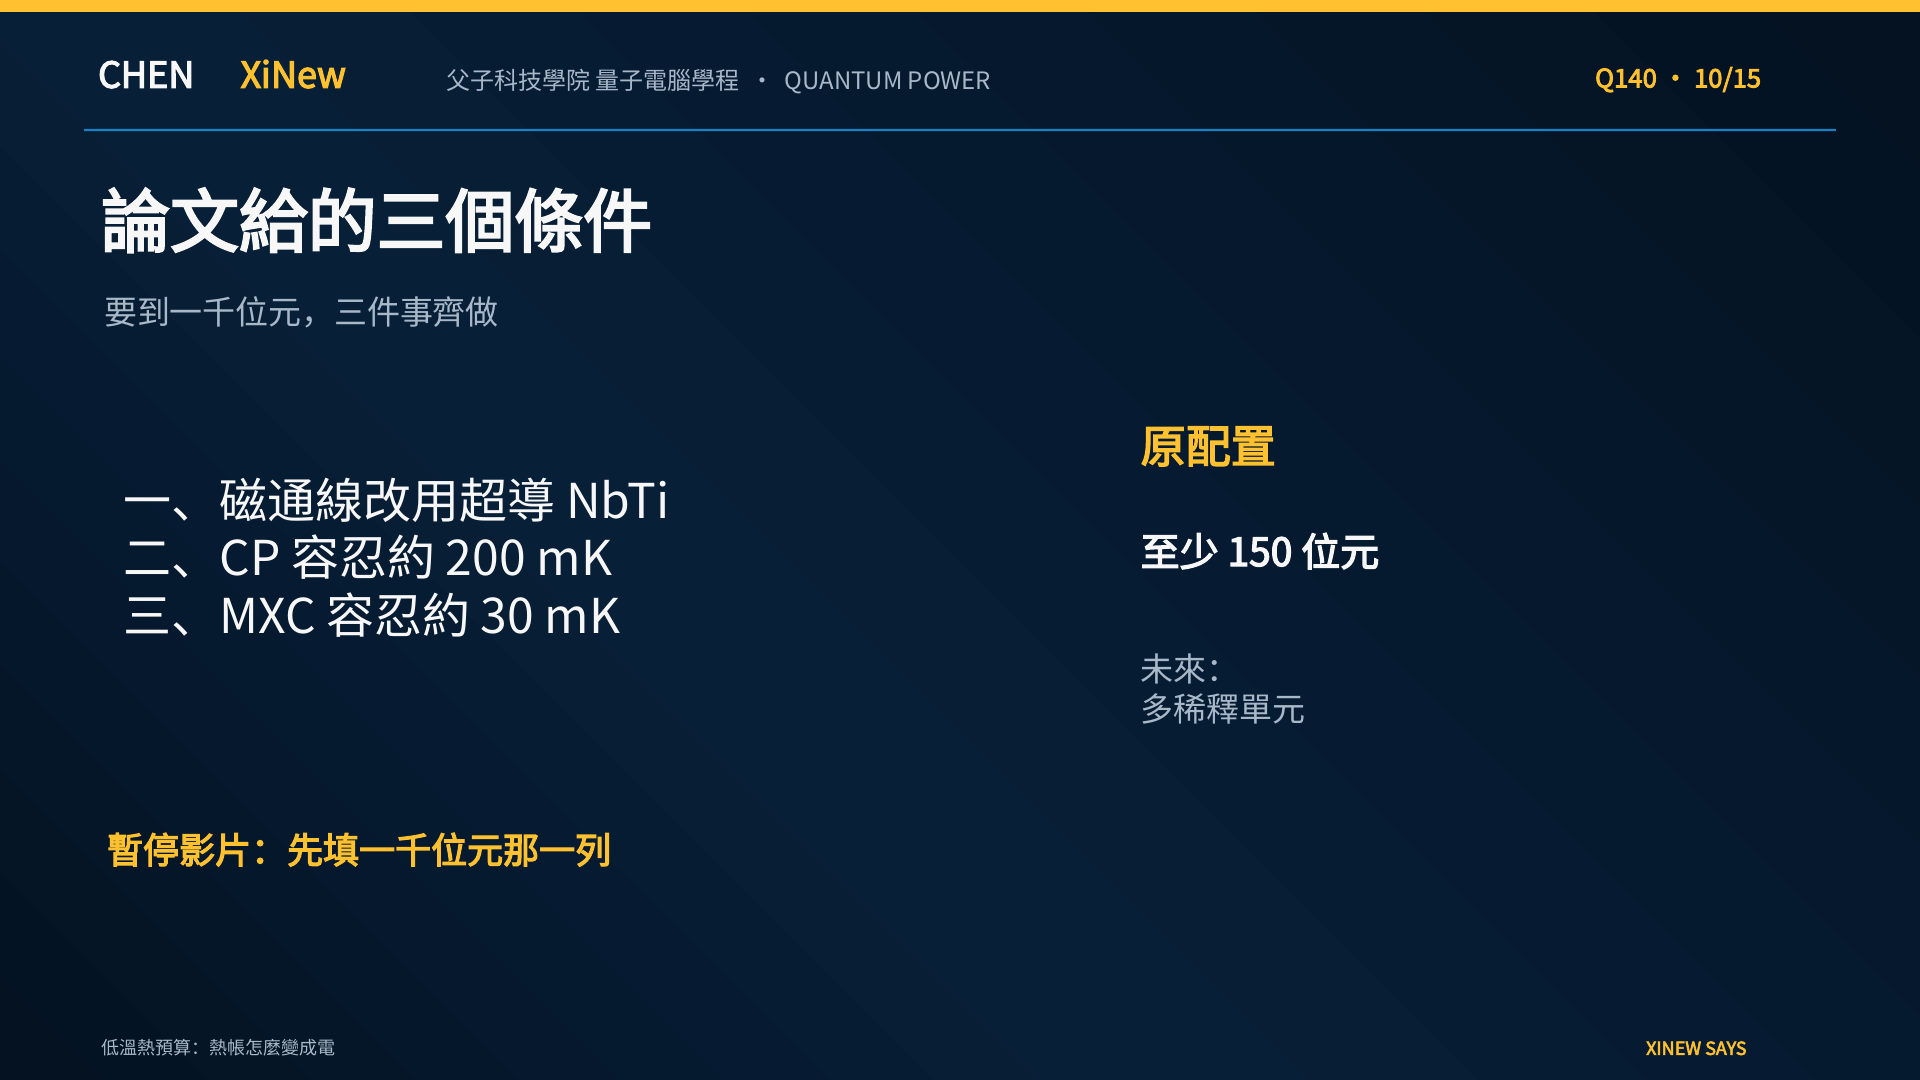 CHEN XiNew 父子科技學院 量子電腦學程 · QUANTUM POWER Q140 · 10/15
論文給的三個條件
要到一千位元，三件事齊做
一、磁通線改用超導 NbTi
二、CP 容忍約 200 mK
三、MXC 容忍約 30 mK
原配置
至少 150 位元
未來：
多稀釋單元
暫停影片：先填一千位元那一列
低溫熱預算：熱帳怎麼變成電
XINEW SAYS